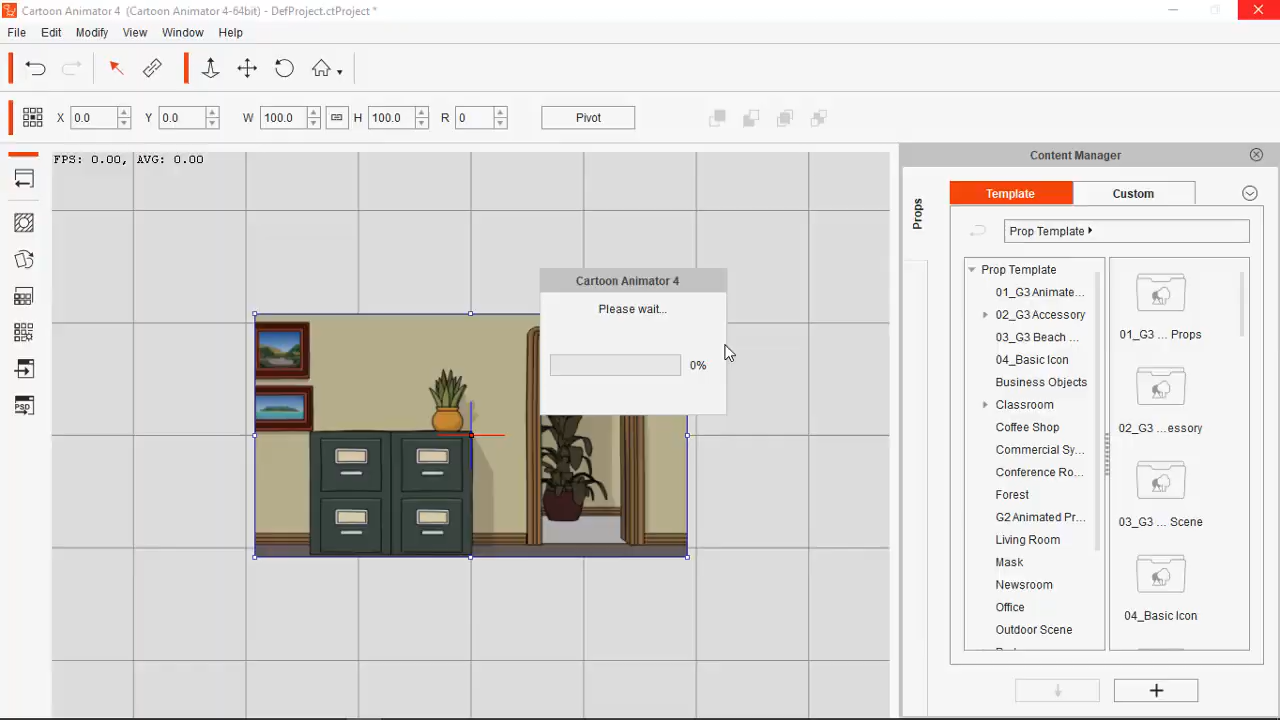 Cartoon Animator 4 (Cartoon Animator 4-64bit) - DefProject.ctProject *
File Edit Modify View Window Help
X 0.0 Y 0.0 W 100.0 H 100.0 R 0 Pivot
FPS: 0.00, AVG: 0.00
Content Manager
Template Custom
Props
Prop Template
Prop Template
01_G3 Animate...
02_G3 Accessory
03_G3 Beach ...
04_Basic Icon
Business Objects
Classroom
Coffee Shop
Commercial Sy...
Conference Ro...
Forest
G2 Animated Pr...
Living Room
Mask
Newsroom
Office
Outdoor Scene
01_G3 ... Props
02_G3 ...essory
03_G3 ... Scene
04_Basic Icon
Cartoon Animator 4
Please wait...
0%
PSD